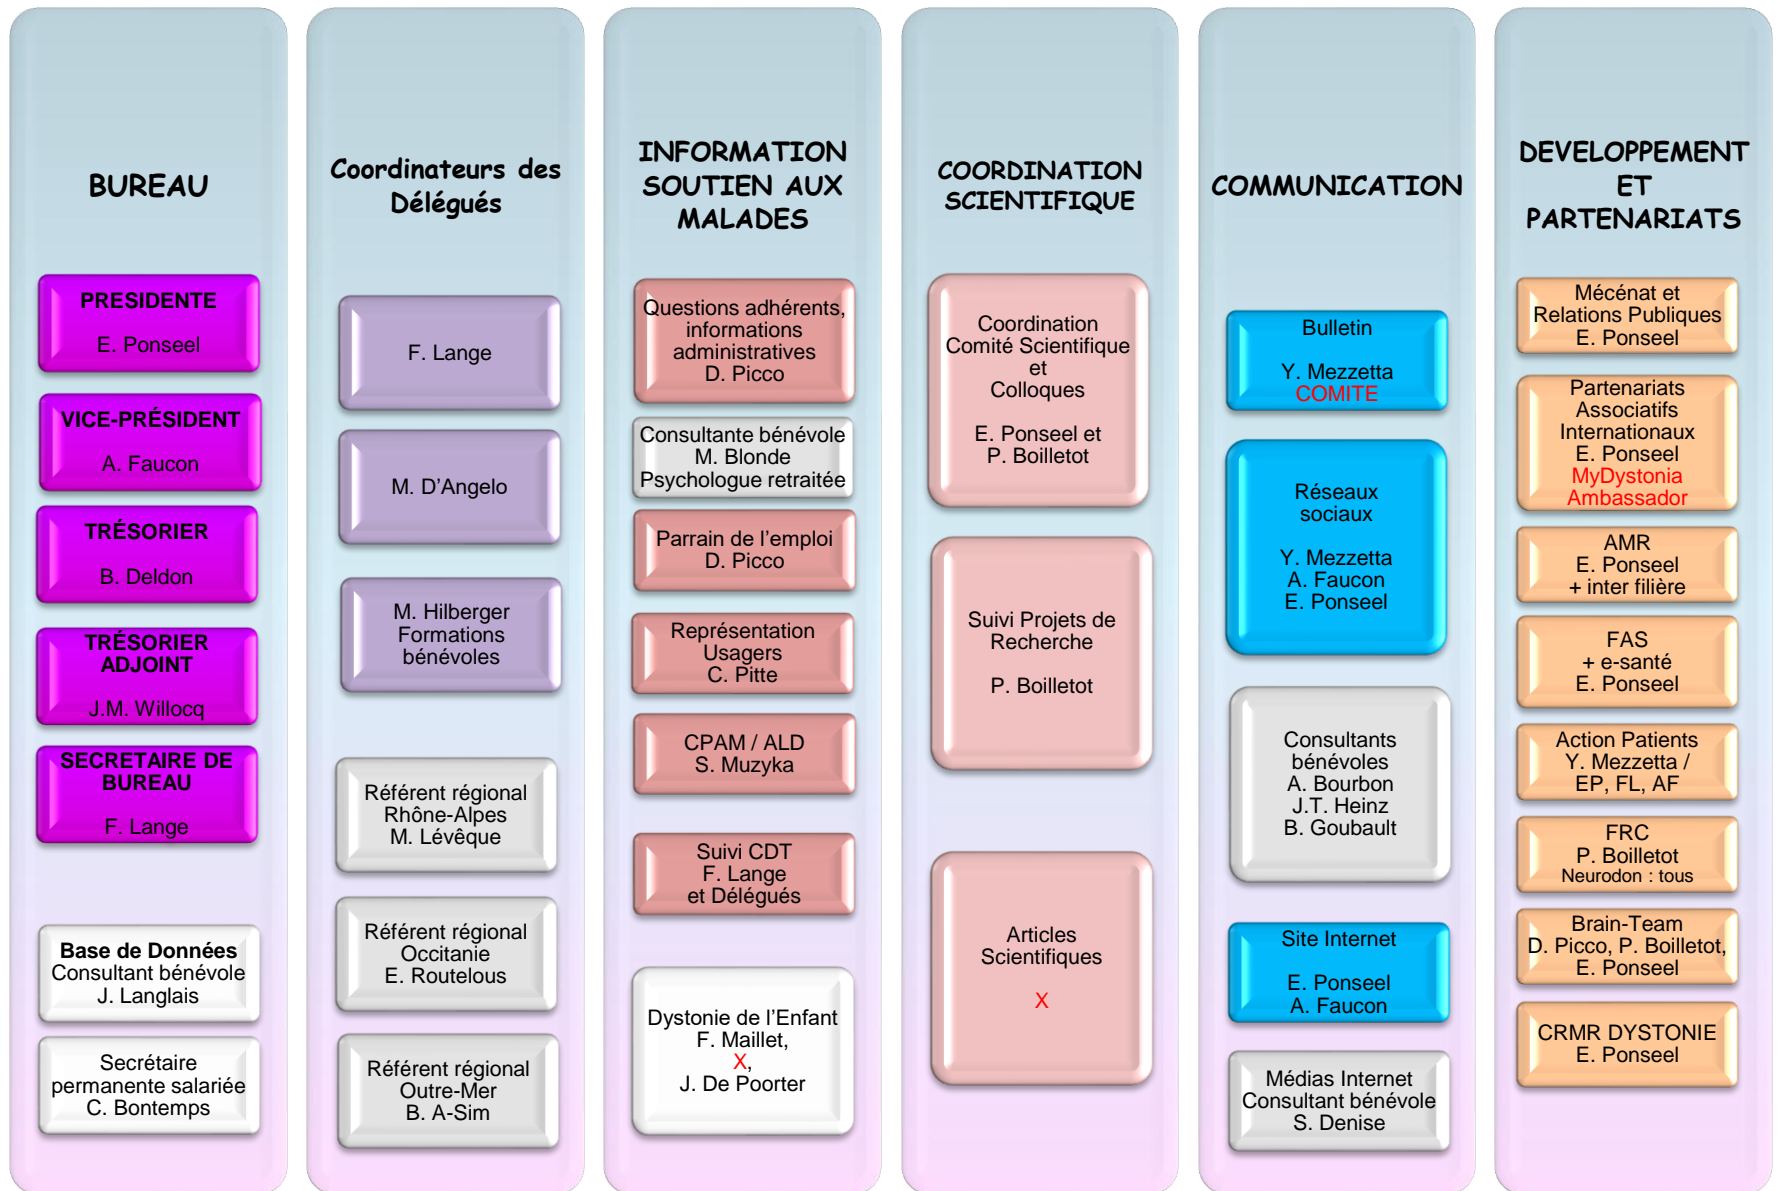 BUREAU
PRESIDENTE
E. Ponseel
VICE-PRÉSIDENT
A. Faucon
TRÉSORIER
B. Deldon
TRÉSORIER
ADJOINT
J.M. Willocq
SECRETAIRE DE
BUREAU
F. Lange
Base de Données
Consultant bénévole
J. Langlais
Secrétaire
permanente salariée
C. Bontemps
Coordinateurs des
Délégués
F. Lange
M. D’Angelo
M. Hilberger
Formations
bénévoles
Référent régional
Rhône-Alpes
M. Lévêque
Référent régional
Occitanie
E. Routelous
Référent régional
Outre-Mer
B. A-Sim
INFORMATION
SOUTIEN AUX
MALADES
Questions adhérents,
informations
administratives
D. Picco
Consultante bénévole
M. Blonde
Psychologue retraitée
Parrain de l’emploi
D. Picco
Représentation
Usagers
C. Pitte
CPAM / ALD
S. Muzyka
Suivi CDT
F. Lange
et Délégués
Dystonie de l’Enfant
F. Maillet,
X,
J. De Poorter
COORDINATION
SCIENTIFIQUE
Coordination
Comité Scientifique
et
Colloques
E. Ponseel et
P. Boilletot
Suivi Projets de
Recherche
P. Boilletot
Articles
Scientifiques
X
COMMUNICATION
Bulletin
Y. Mezzetta
COMITE
Réseaux
sociaux
Y. Mezzetta
A. Faucon
E. Ponseel
Consultants
bénévoles
A. Bourbon
J.T. Heinz
B. Goubault
Site Internet
E. Ponseel
A. Faucon
Médias Internet
Consultant bénévole
S. Denise
DEVELOPPEMENT
ET
PARTENARIATS
Mécénat et
Relations Publiques
E. Ponseel
Partenariats
Associatifs
Internationaux
E. Ponseel
MyDystonia
Ambassador
AMR
E. Ponseel
+ inter filière
FAS
+ e-santé
E. Ponseel
Action Patients
Y. Mezzetta /
EP, FL, AF
FRC
P. Boilletot
Neurodon : tous
Brain-Team
D. Picco, P. Boilletot,
E. Ponseel
CRMR DYSTONIE
E. Ponseel